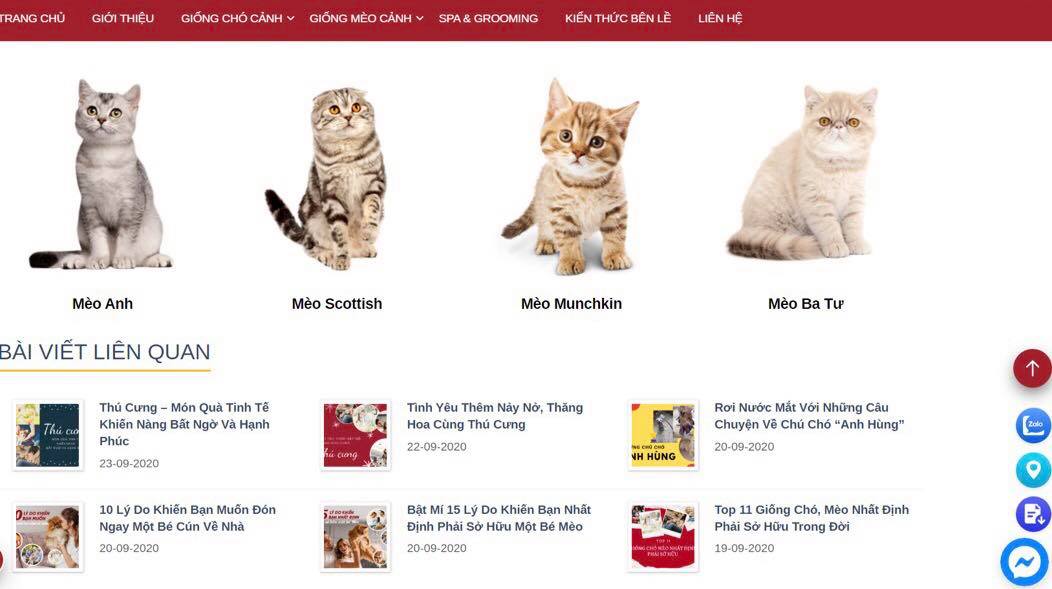 TRANG CHỦ GIỚI THIỆU GIỐNG CHÓ CẢNH GIỐNG MÈO CẢNH SPA & GROOMING KIẾN THỨC BÊN LỀ LIÊN HỆ
Mèo Anh Mèo Scottish Mèo Munchkin Mèo Ba Tư
BÀI VIẾT LIÊN QUAN
Thú Cưng – Món Quà Tinh Tế
Khiến Nàng Bất Ngờ Và Hạnh
Phúc
23-09-2020
Tình Yêu Thêm Nảy Nở, Thăng
Hoa Cùng Thú Cưng
22-09-2020
Rơi Nước Mắt Với Những Câu
Chuyện Về Chú Chó “Anh Hùng”
20-09-2020
10 Lý Do Khiến Bạn Muốn Đón
Ngay Một Bé Cún Về Nhà
20-09-2020
Bật Mí 15 Lý Do Khiến Bạn Nhất
Định Phải Sở Hữu Một Bé Mèo
20-09-2020
Top 11 Giống Chó, Mèo Nhất Định
Phải Sở Hữu Trong Đời
19-09-2020
Zalo